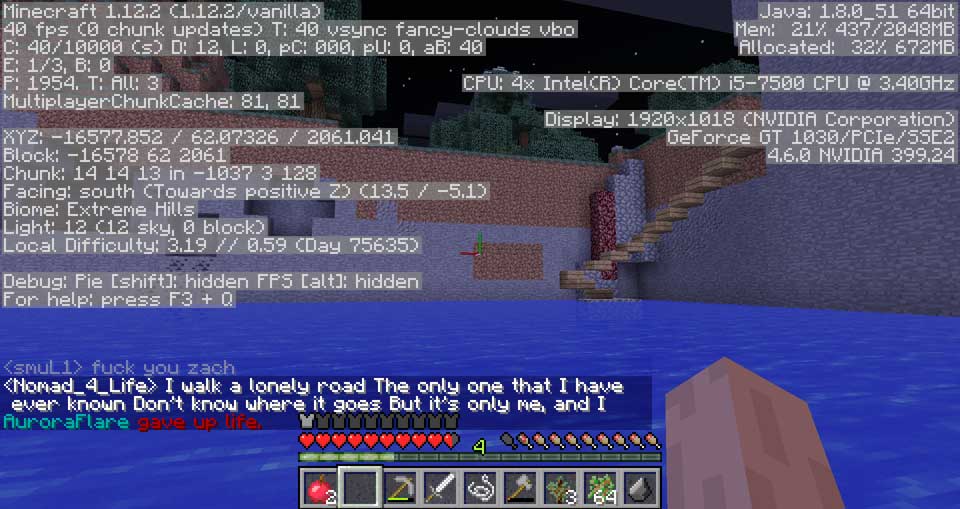 Minecraft 1.12.2 (1.12.2/vanilla)
40 fps (0 chunk updates) T: 40 vsync fancy-clouds vbo
C: 40/10000 (s) D: 12, L: 0, pC: 000, pU: 0, aB: 40
E: 1/3, B: 0
P: 1954. T: All: 3
MultiplayerChunkCache: 81, 81
XYZ: -16577.852 / 62.07326 / 2061.041
Block: -16578 62 2061
Chunk: 14 14 13 in -1037 3 128
Facing: south (Towards positive Z) (13.5 / -5.1)
Biome: Extreme Hills
Light: 12 (12 sky, 0 block)
Local Difficulty: 3.19 // 0.59 (Day 75635)
Debug: Pie [shift]: hidden FPS [alt]: hidden
For help: press F3 + Q
Java: 1.8.0_51 64bit
Mem: 21% 437/2048MB
Allocated: 32% 672MB
CPU: 4x Intel(R) Core(TM) i5-7500 CPU @ 3.40GHz
Display: 1920x1018 (NVIDIA Corporation)
GeForce GT 1030/PCIe/SSE2
4.6.0 NVIDIA 399.24
<smuL1> fuck you zach
<Nomad_4_Life> I walk a lonely road The only one that I have
ever known Don't know where it goes But it's only me, and I
AuroraFlare gave up life.
4
2
3
64